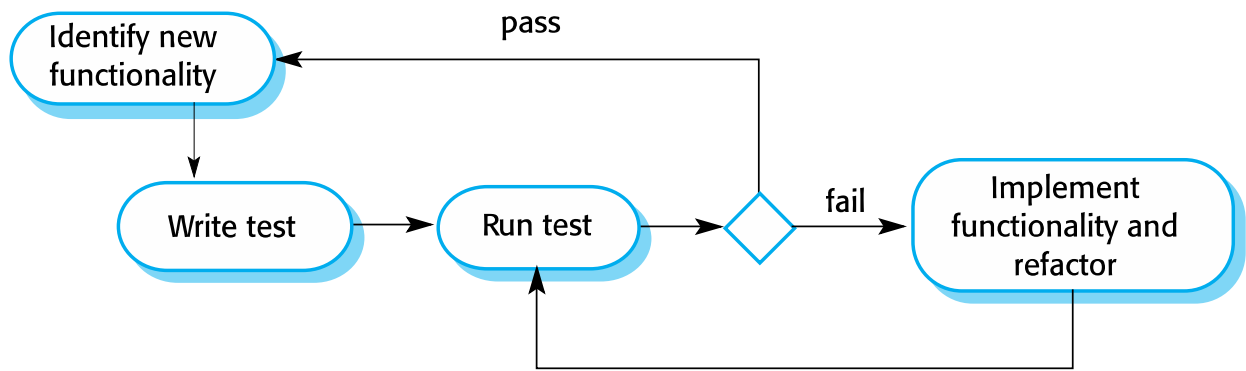 Identify new
functionality
pass
Write test
Run test
fail
Implement
functionality and
refactor